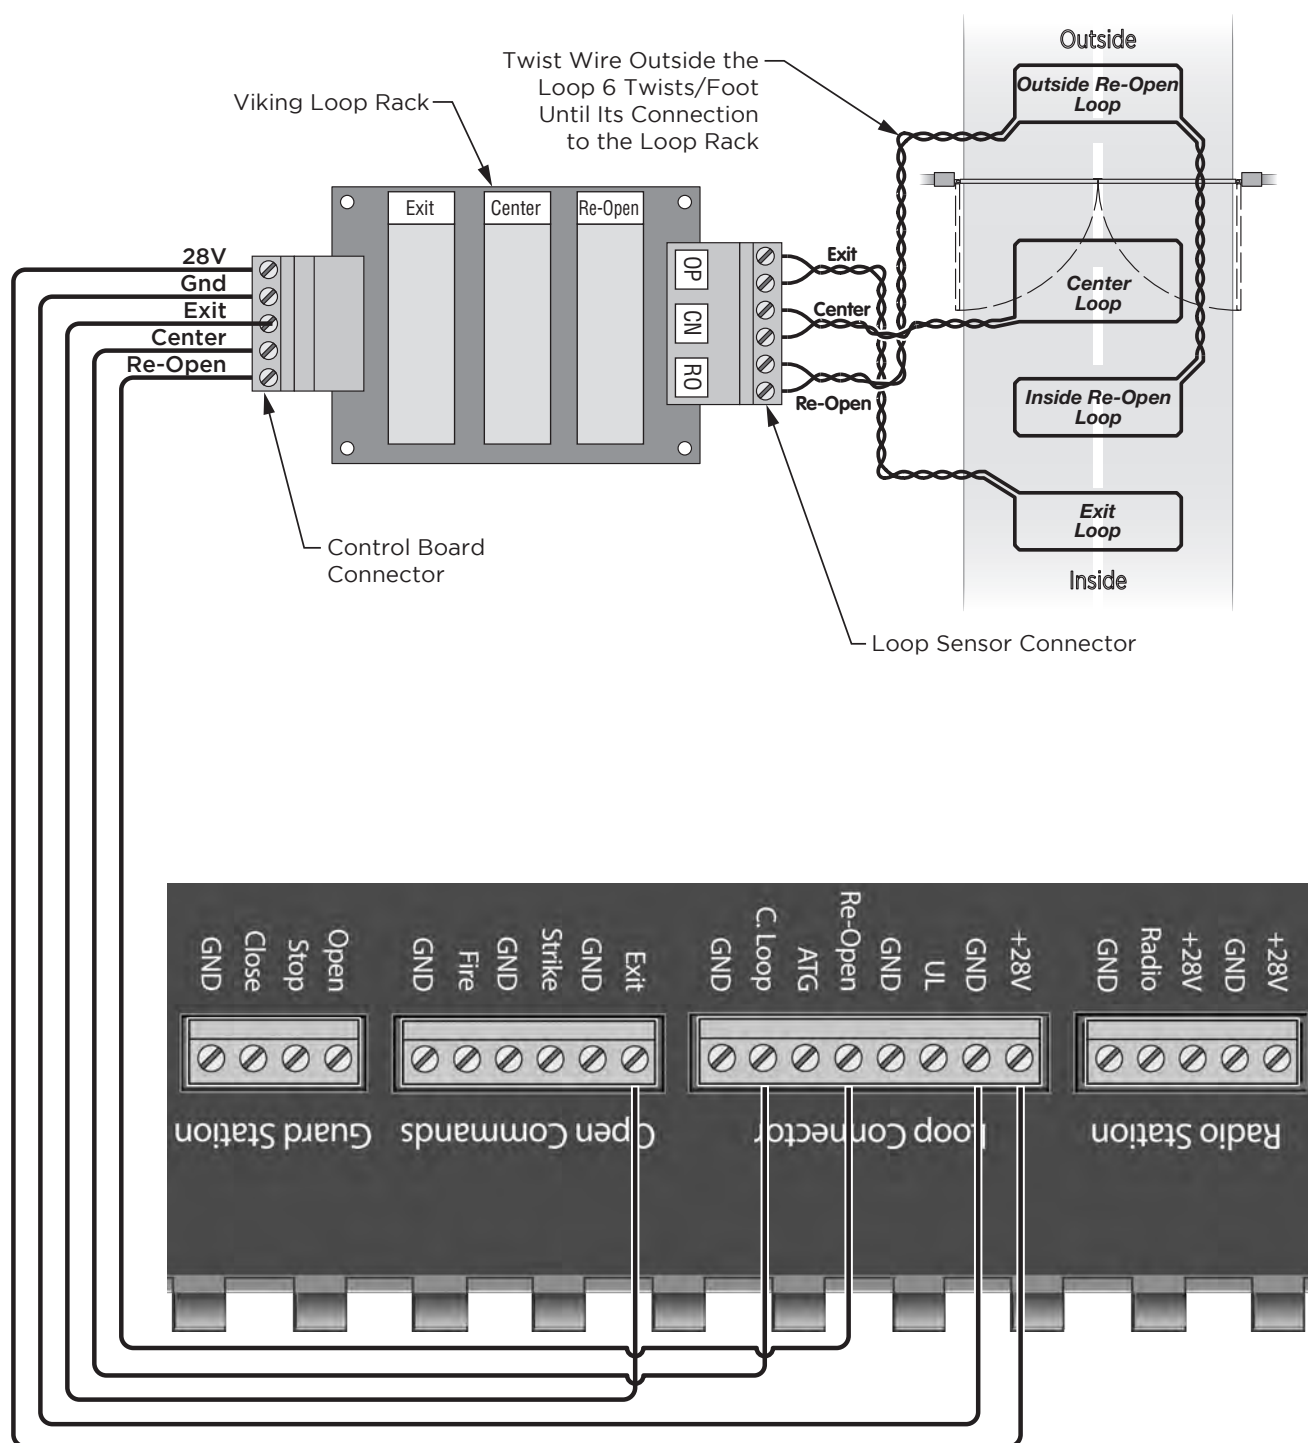 Outside
Twist Wire Outside the
Loop 6 Twists/Foot
Until Its Connection
to the Loop Rack
Outside Re-Open
Loop
Viking Loop Rack
Exit
Center
Re-Open
28V
Gnd
Exit
Center
Re-Open
OP
CN
RO
Exit
Center
Re-Open
Center
Loop
Inside Re-Open
Loop
Exit
Loop
Inside
Control Board
Connector
Loop Sensor Connector
GND
Close
Stop
Open
GND
Fire
GND
Strike
GND
Exit
GND
C. Loop
ATG
Re-Open
GND
UL
GND
+28V
GND
Radio
+28V
GND
+28V
Guard Station
Open Commands
Loop Connector
Radio Station